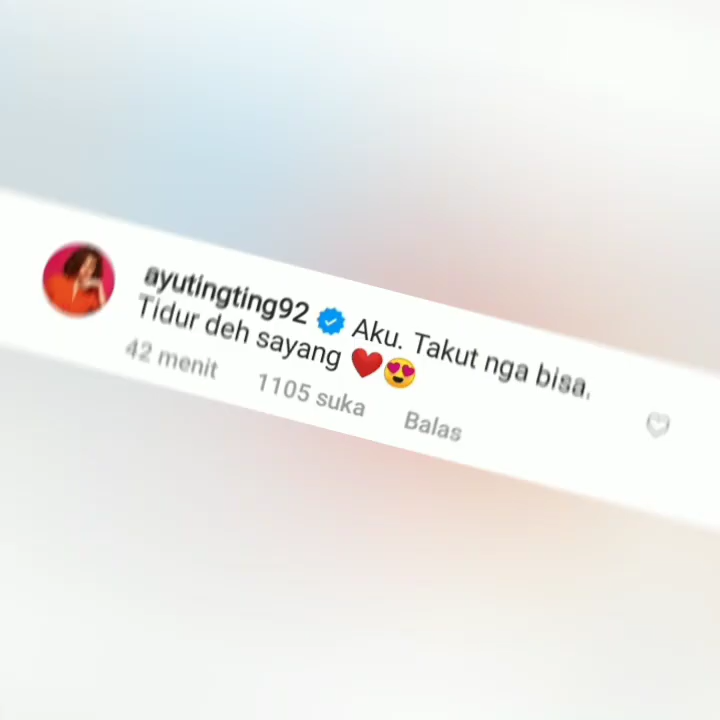 ayutingting92 Aku. Takut nga bisa.
Tidur deh sayang ❤️😍
42 menit 1105 suka Balas